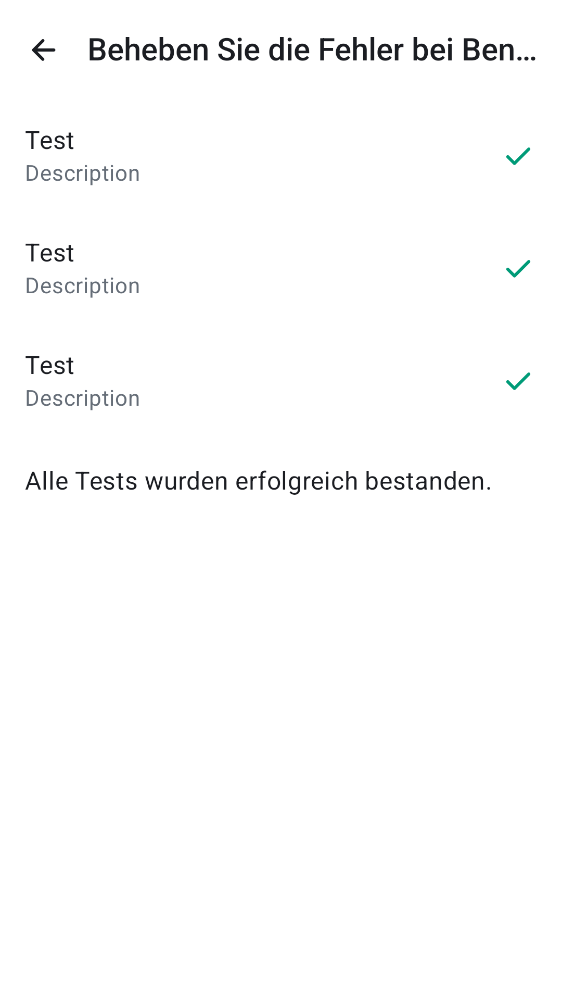 Beheben Sie die Fehler bei Ben...
Test
Description
Test
Description
Test
Description
Alle Tests wurden erfolgreich bestanden.